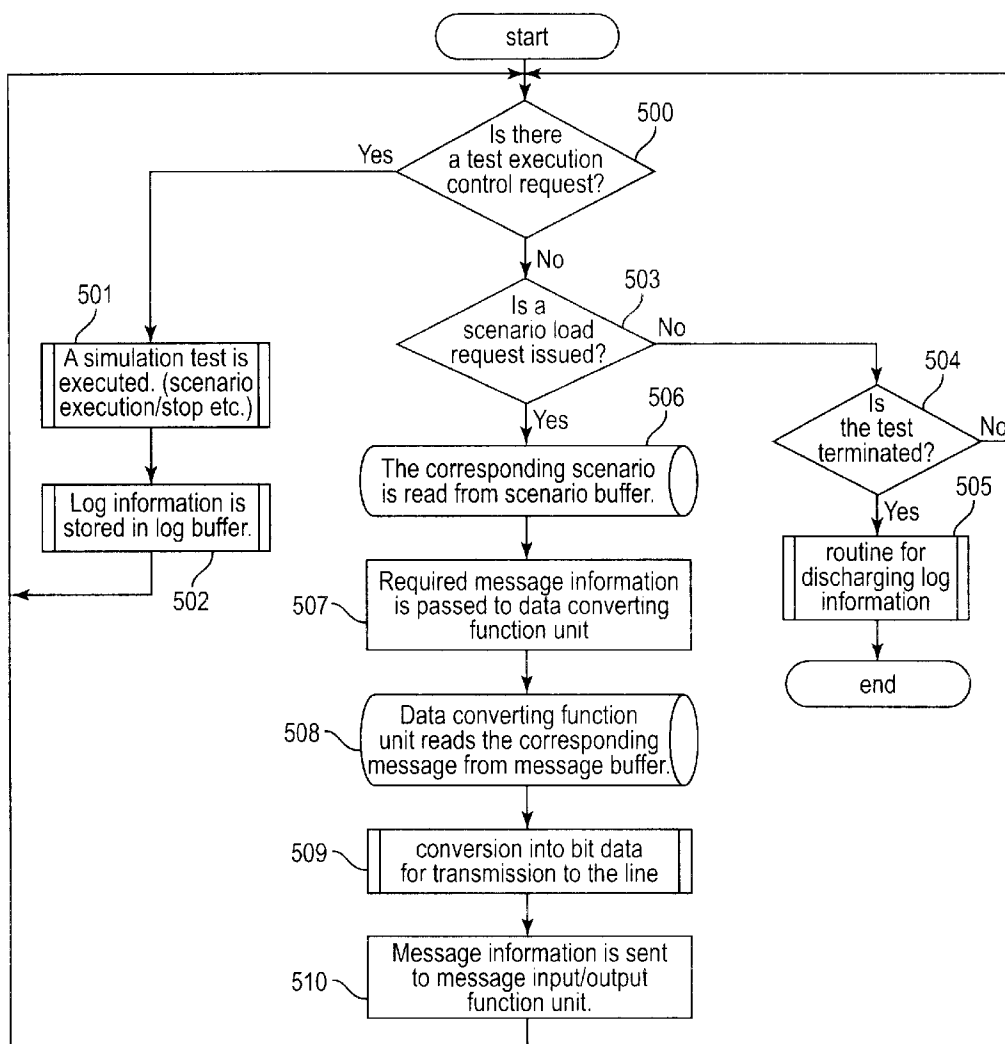 start
500
Is there
a test execution
control request?
Yes
No
503
Is a
scenario load
request issued?
No
Yes
501
A simulation test is
executed. (scenario
execution/stop etc.)
Log information is
stored in log buffer.
502
504
Is
the test
terminated?
No
Yes
505
routine for
discharging log
information
end
506
The corresponding scenario
is read from scenario buffer.
507
Required message information
is passed to data converting
function unit
508
Data converting function
unit reads the corresponding
message from message buffer.
509
conversion into bit data
for transmission to the line
510
Message information is sent
to message input/output
function unit.